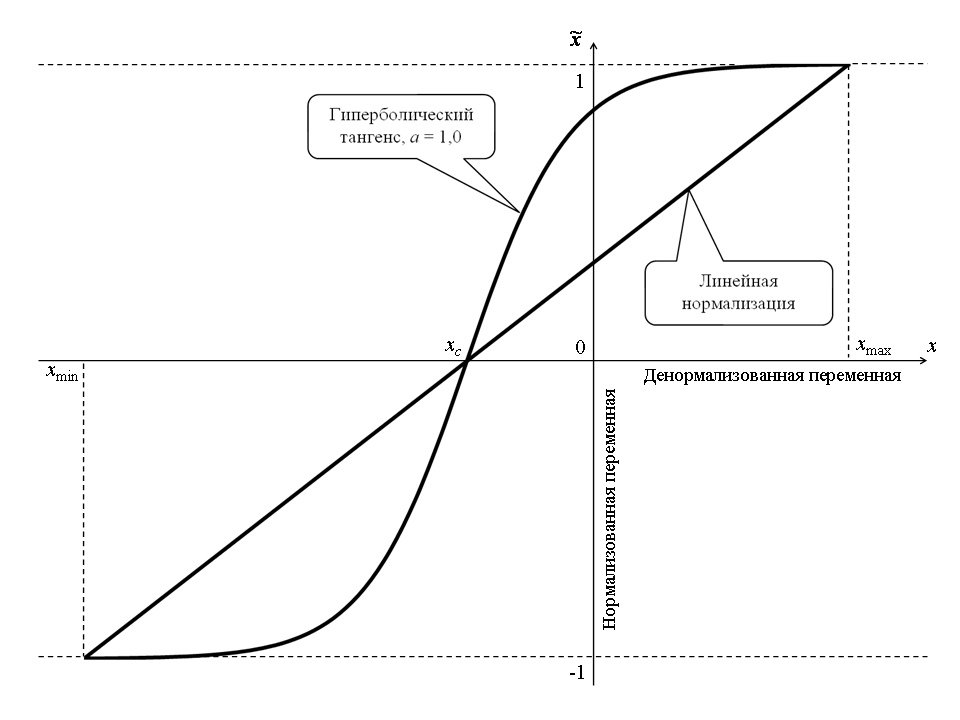 x̃
1
Гиперболический
тангенс, a = 1,0
Линейная
нормализация
x_c
0
x_max
x
x_min
Денормализованная переменная
Нормализованная переменная
-1